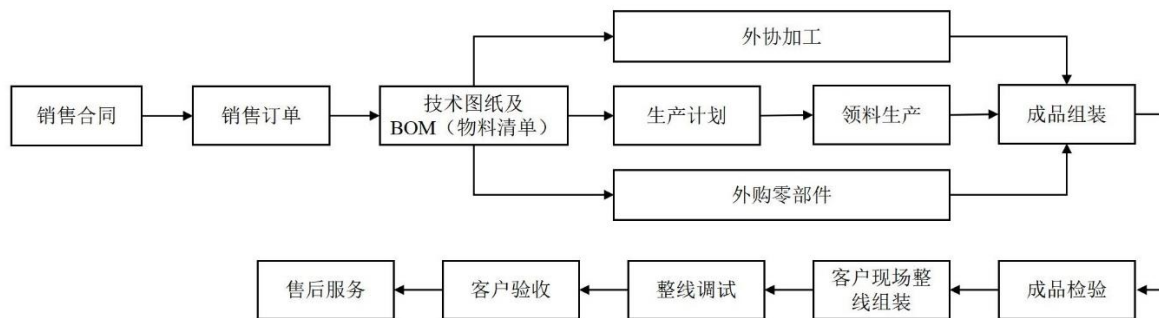 外协加工
销售合同
销售订单
技术图纸及
BOM（物料清单）
生产计划
领料生产
成品组装
外购零部件
售后服务
客户验收
整线调试
客户现场整
线组装
成品检验